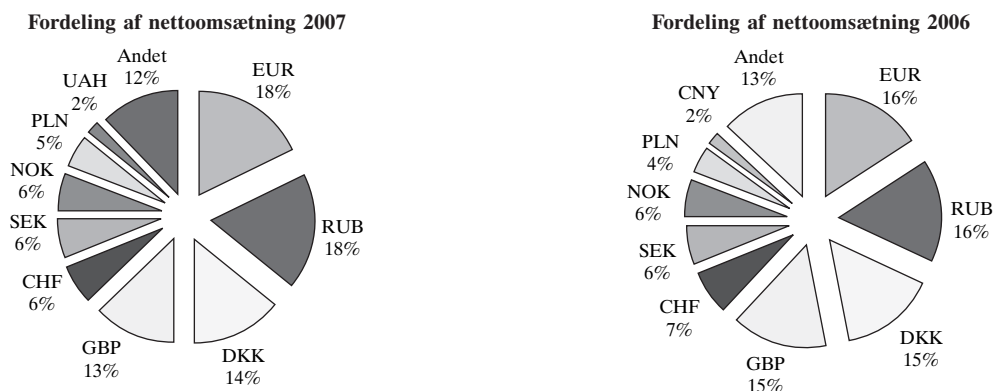 Fordeling af nettoomsætning 2007
Andet
12%
EUR
18%
UAH
2%
PLN
5%
NOK
6%
RUB
18%
SEK
6%
CHF
6%
GBP
13%
DKK
14%
Fordeling af nettoomsætning 2006
Andet
13%
EUR
16%
CNY
2%
PLN
4%
NOK
6%
RUB
16%
SEK
6%
CHF
7%
GBP
15%
DKK
15%